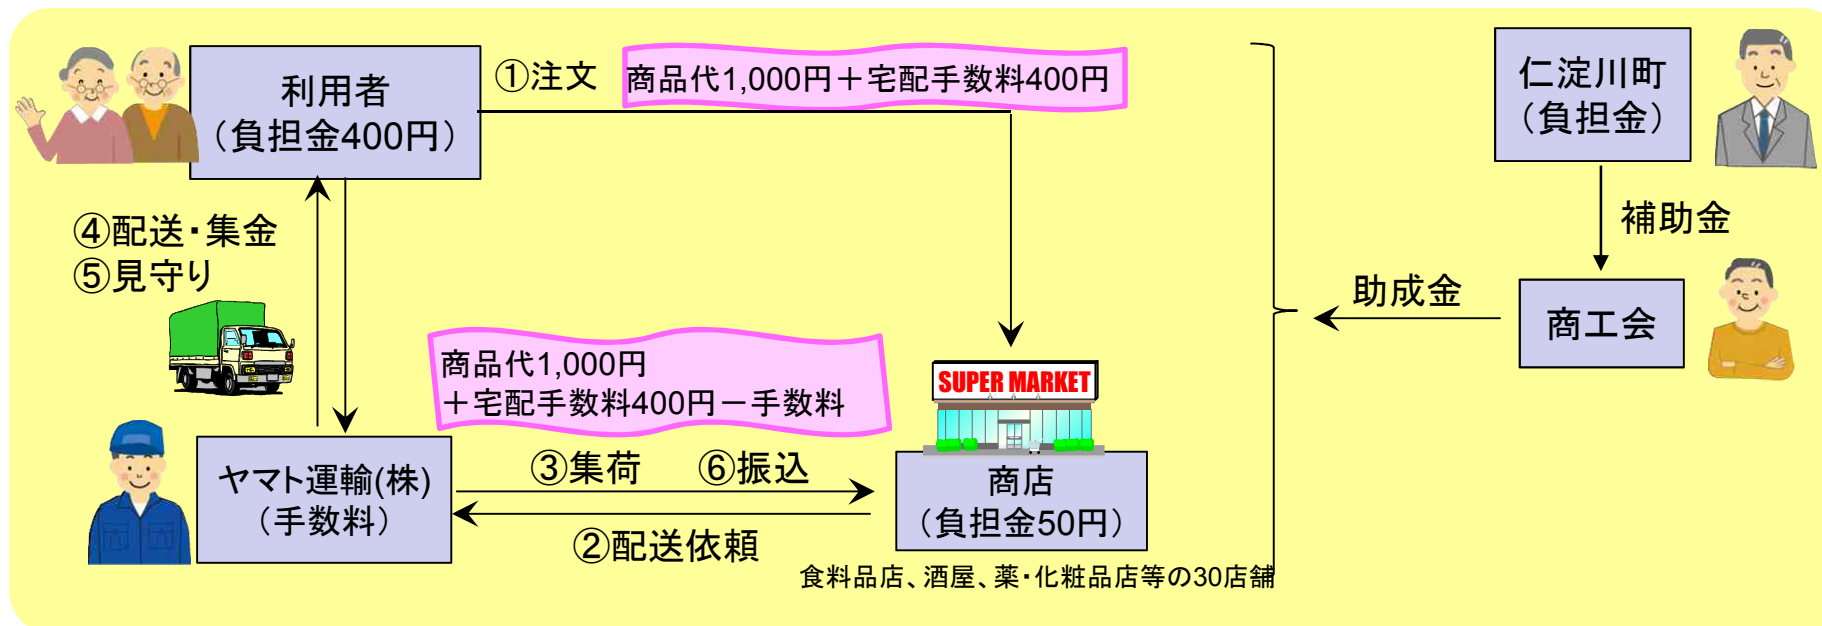 利用者
（負担金400円）
①注文
商品代1,000円＋宅配手数料400円
仁淀川町
（負担金）
補助金
商工会
助成金
④配送・集金
⑤見守り
商品代1,000円
＋宅配手数料400円－手数料
SUPER MARKET
ヤマト運輸(株)
（手数料）
③集荷
⑥振込
②配送依頼
商店
（負担金50円）
食料品店、酒屋、薬・化粧品店等の30店舗